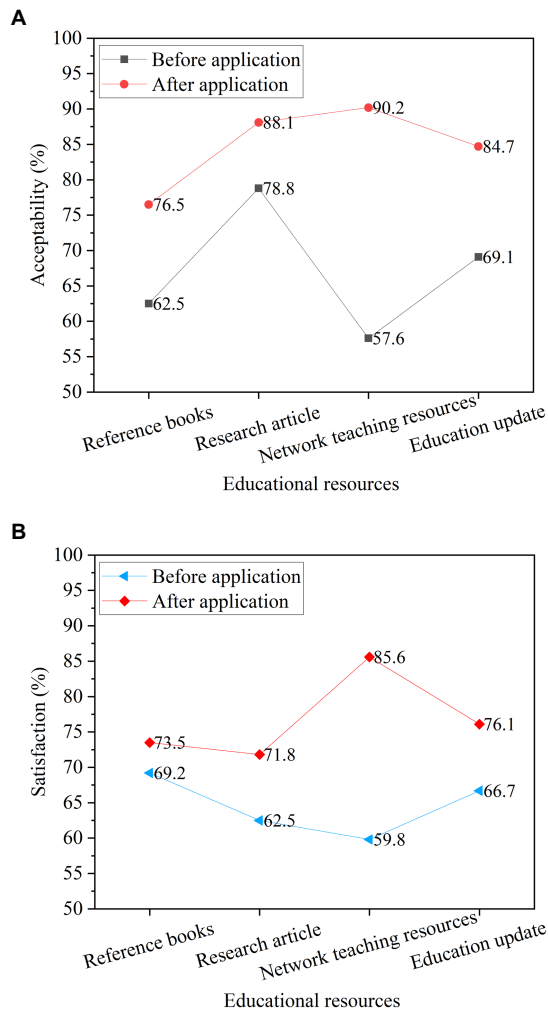 A
100
95
90
85
80
75
70
65
60
55
50
Acceptability (%)
Before application
After application
76.5
88.1
90.2
84.7
62.5
78.8
57.6
69.1
Reference books
Research article
Network teaching resources
Education update
Educational resources
B
100
95
90
85
80
75
70
65
60
55
50
Satisfaction (%)
Before application
After application
73.5
71.8
85.6
76.1
69.2
62.5
59.8
66.7
Reference books
Research article
Network teaching resources
Education update
Educational resources